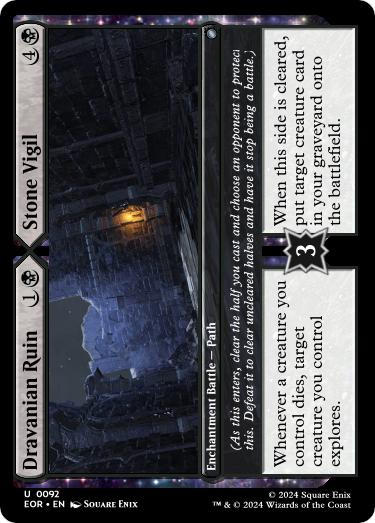 Dravanian Ruin 1
Stone Vigil 4
Enchantment Battle — Path
(As this enters, clear the half you cast and choose an opponent to protect
this. Defeat it to clear uncleared halves and have it stop being a battle.)
Whenever a creature you
control dies, target
creature you control
explores.
3
When this side is cleared,
put target creature card
in your graveyard onto
the battlefield.
U 0092
EOR • EN SQUARE ENIX
© 2024 Square Enix
™ & © 2024 Wizards of the Coast